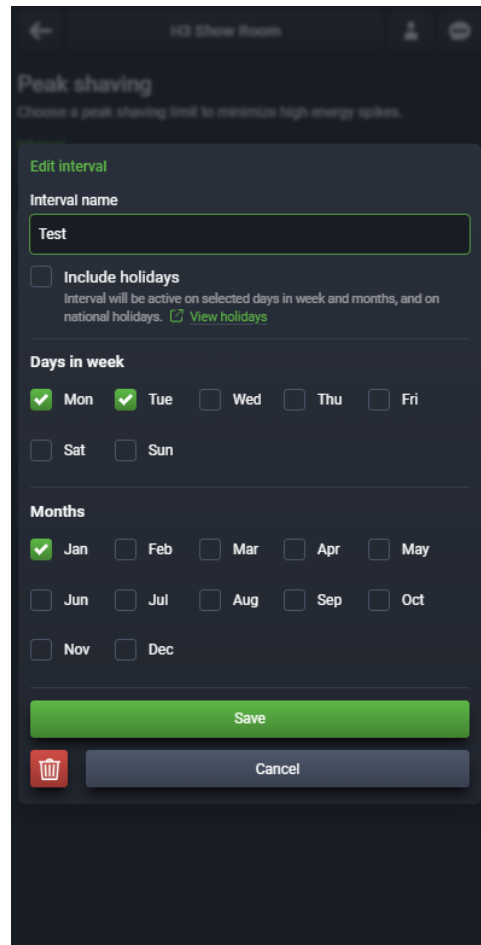 H3 Show Room
Peak shaving
Choose a peak shaving limit to minimize high energy spikes.
Edit interval
Interval name
Test
Include holidays
Interval will be active on selected days in week and months, and on
national holidays. View holidays
Days in week
Mon Tue Wed Thu Fri
Sat Sun
Months
Jan Feb Mar Apr May
Jun Jul Aug Sep Oct
Nov Dec
Save
Cancel